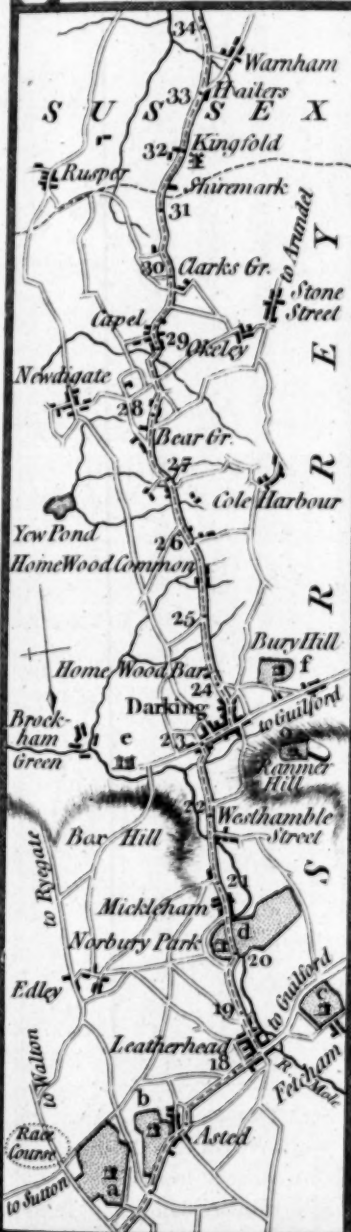 34
Warnham
33
Hailers
S U S S E X
32
Kingfold
Rusper
Shiremark
31
to Arundel
30
Clarks Gr.
Stone
Street
Capel
29
Okeley
Newdigate
28
Bear Gr.
27
Cole Harbour
Yew Pond
26
Home Wood Common
25
Bury Hill
f
Home Wood Bar
24
Darking
to Guilford
Brock-
ham
Green
e
23
Ranmer
Hill
22
Westhamble
Street
Box Hill
to Ryegate
21
Mickleham
d
Norbury Park
20
Edley
19
to Guilford
c
Leatherhead
18
R. Mole
Fetcham
to Walton
b
Asted
Race
Course
a
to Sutton
S U R R E Y